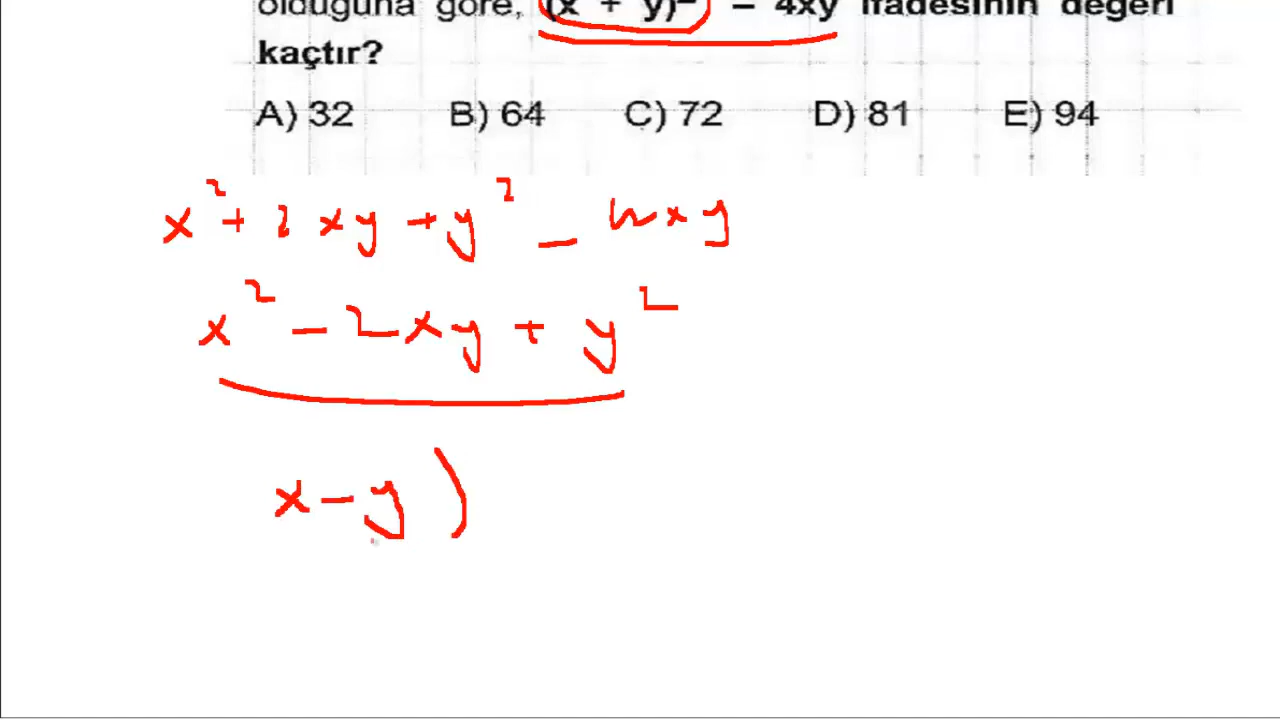 olduğuna göre, (x + y)² – 4xy ifadesinin değeri
kaçtır?
A) 32 B) 64 C) 72 D) 81 E) 94
x² + 2xy + y² – 4xy
x² – 2xy + y²
x – y )